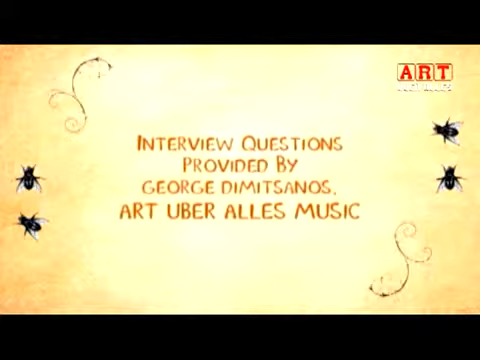 ART
INTERVIEW QUESTIONS
PROVIDED BY
GEORGE DIMITSANOS,
ART UBER ALLES MUSIC